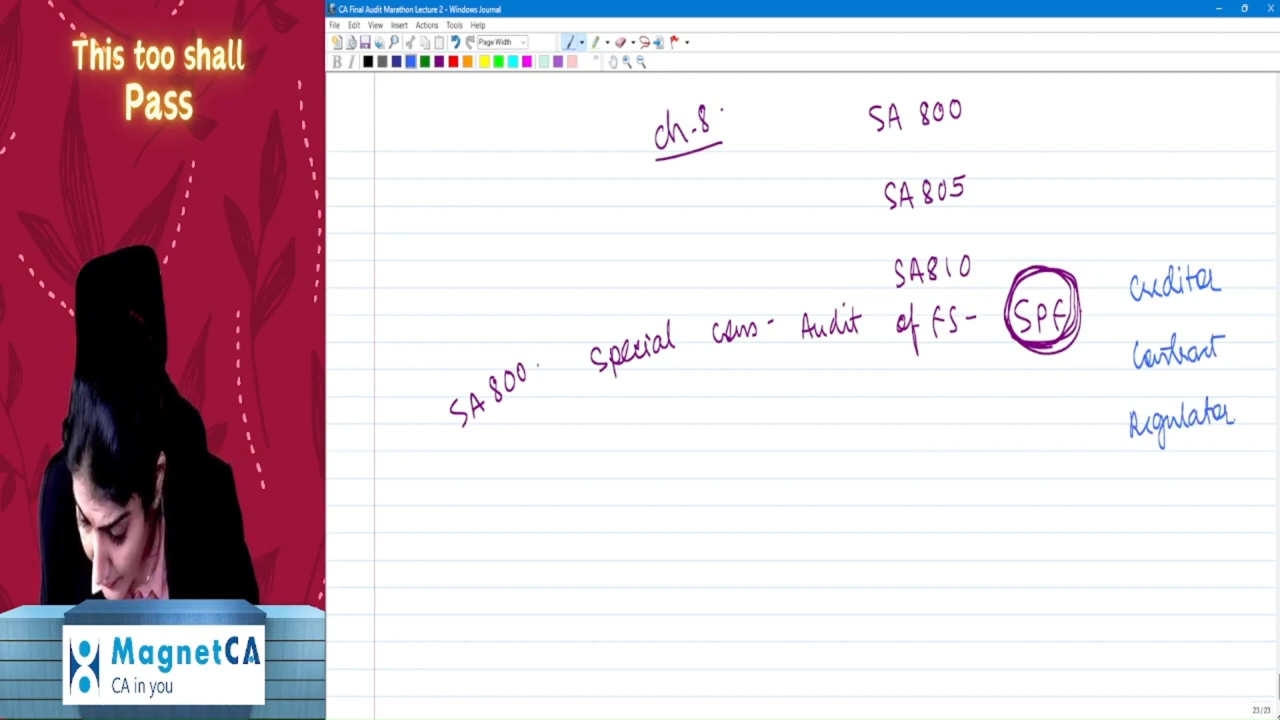 This too shall
Pass
MagnetCA
CA in you
CA Final Audit Marathon Lecture 2 - Windows Journal
File Edit View Insert Actions Tools Help
Page Width
B I
ch-8
SA 800
SA 805
SA 810
SA 800. Special cons- Audit of FS- SPF
Creditor
Contract
Regulator
23/23